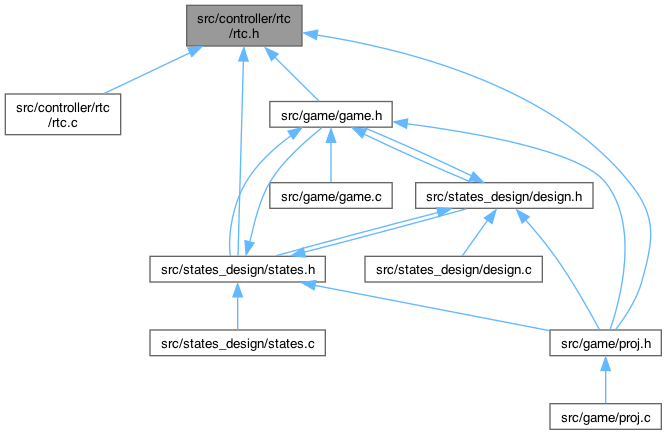 src/controller/rtc
/rtc.h
src/controller/rtc
/rtc.c
src/game/game.h
src/game/game.c
src/states_design/design.h
src/states_design/states.h
src/states_design/design.c
src/states_design/states.c
src/game/proj.h
src/game/proj.c